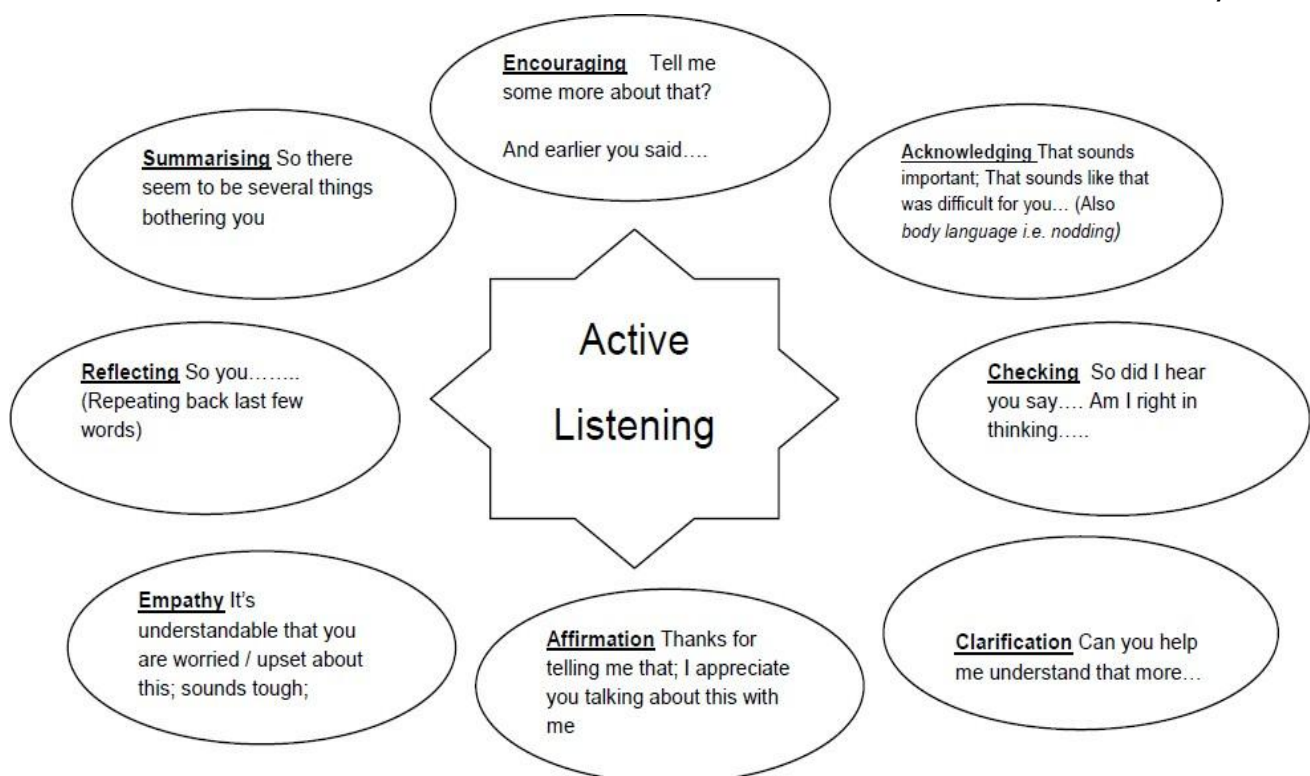 Encouraging Tell me
some more about that?
And earlier you said....
Summarising So there
seem to be several things
bothering you
Acknowledging That sounds
important; That sounds like that
was difficult for you... (Also
body language i.e. nodding)
Active
Listening
Reflecting So you........
(Repeating back last few
words)
Checking So did I hear
you say.... Am I right in
thinking.....
Empathy It's
understandable that you
are worried / upset about
this; sounds tough;
Affirmation Thanks for
telling me that; I appreciate
you talking about this with
me
Clarification Can you help
me understand that more...